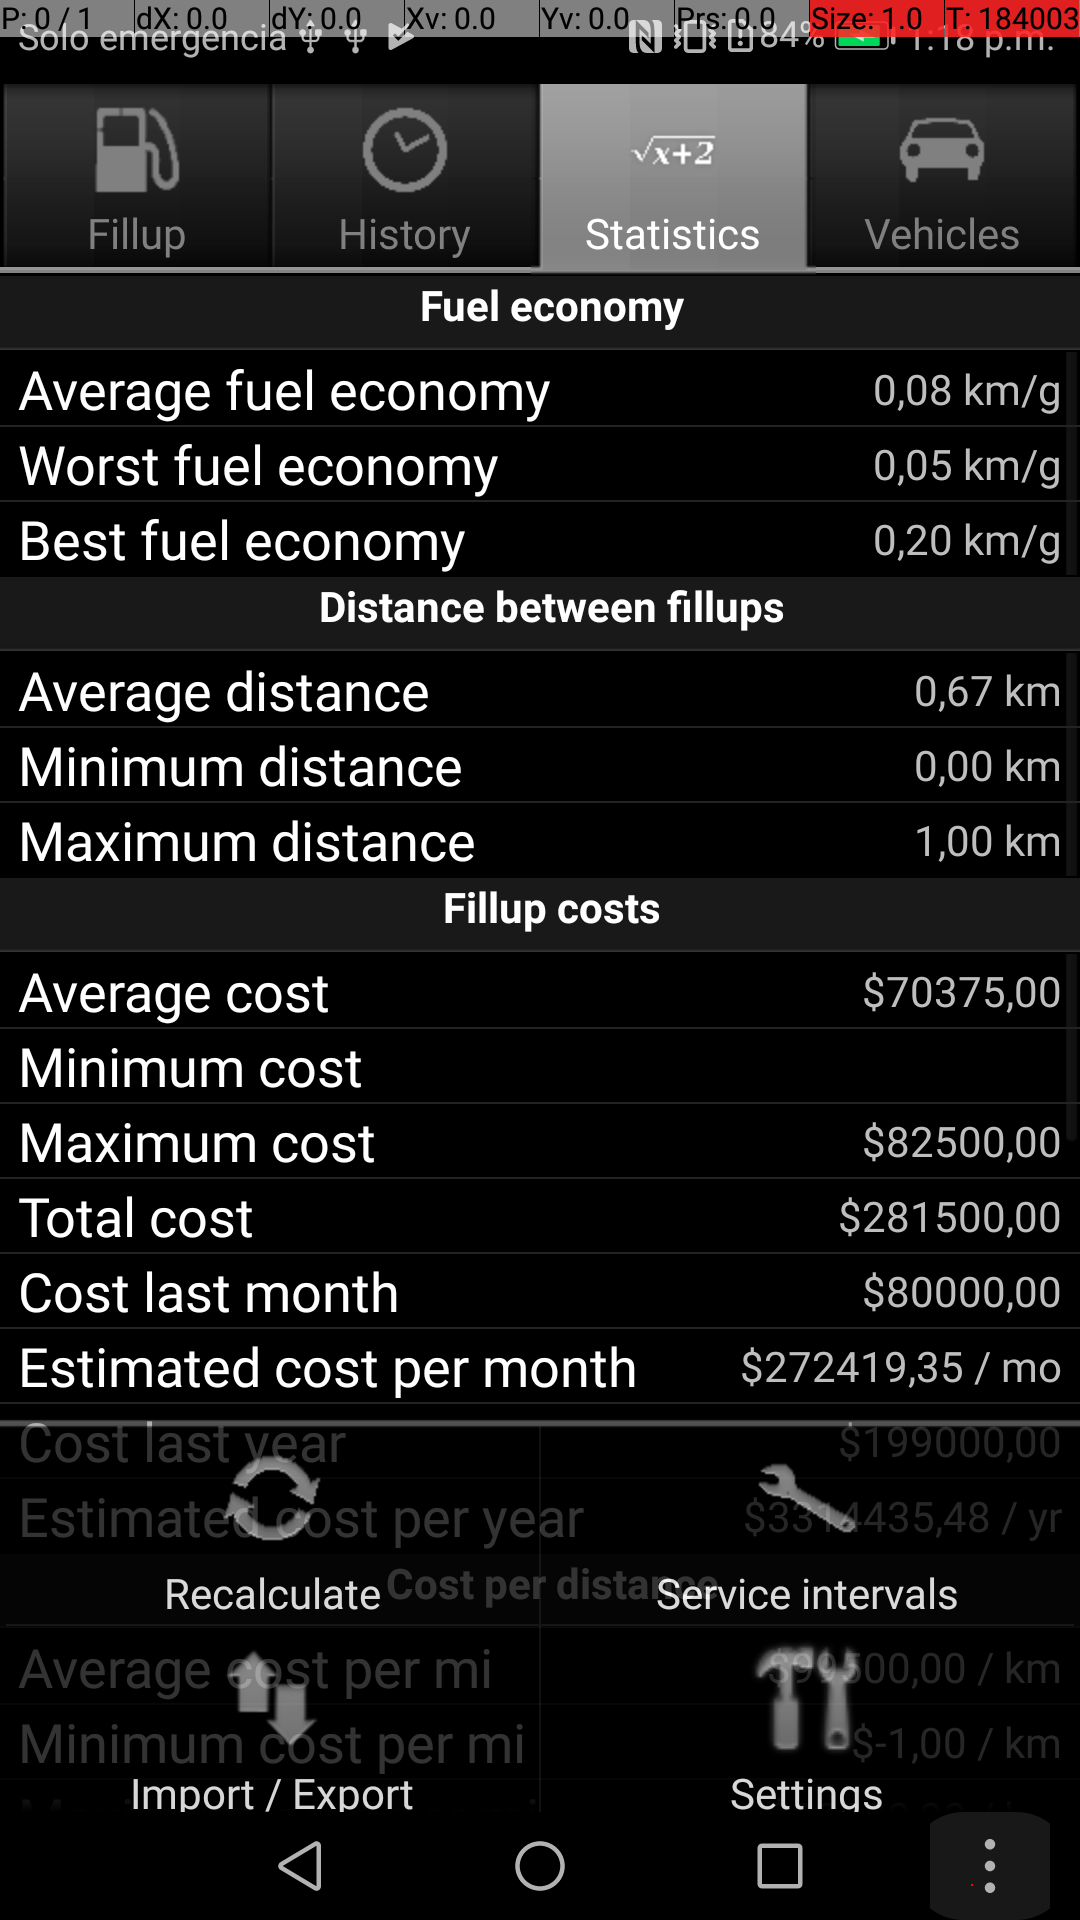 P: 0 / 1 dX: 0.0 dY: 0.0 Xv: 0.0 Yv: 0.0 Prs: 0.0 Size: 1.0 T: 184003
Solo emergencia 84% 1:18 p.m.
√x+2
Fillup History Statistics Vehicles
Fuel economy
Average fuel economy 0,08 km/g
Worst fuel economy 0,05 km/g
Best fuel economy 0,20 km/g
Distance between fillups
Average distance 0,67 km
Minimum distance 0,00 km
Maximum distance 1,00 km
Fillup costs
Average cost $70375,00
Minimum cost
Maximum cost $82500,00
Total cost $281500,00
Cost last month $80000,00
Estimated cost per month $272419,35 / mo
Cost last year $199000,00
Estimated cost per year $3314435,48 / yr
Cost per distance
Recalculate Service intervals
Average cost per mi $99500,00 / km
Minimum cost per mi $-1,00 / km
Import / Export Settings